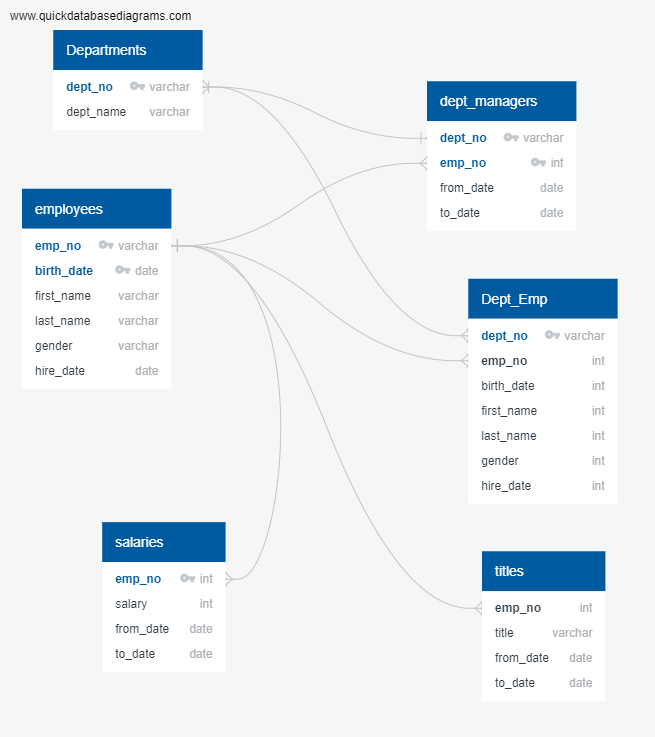 www.quickdatabasediagrams.com
Departments
dept_no varchar
dept_name varchar
dept_managers
dept_no varchar
emp_no int
from_date date
to_date date
employees
emp_no varchar
birth_date date
first_name varchar
last_name varchar
gender varchar
hire_date date
Dept_Emp
dept_no varchar
emp_no int
birth_date int
first_name int
last_name int
gender int
hire_date int
salaries
emp_no int
salary int
from_date date
to_date date
titles
emp_no int
title varchar
from_date date
to_date date